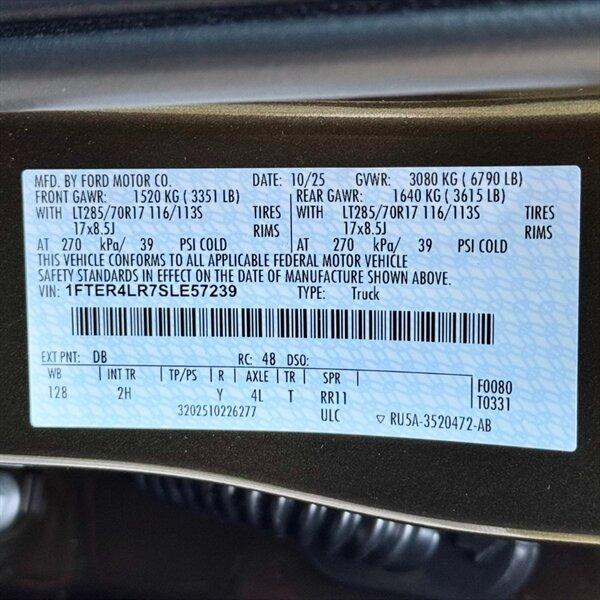 MFD. BY FORD MOTOR CO. DATE: 10/25 GVWR: 3080 KG ( 6790 LB)
FRONT GAWR: 1520 KG ( 3351 LB) REAR GAWR: 1640 KG ( 3615 LB)
WITH LT285/70R17 116/113S TIRES WITH LT285/70R17 116/113S TIRES
17x8.5J RIMS 17x8.5J RIMS
AT 270 kPa/ 39 PSI COLD AT 270 kPa/ 39 PSI COLD
THIS VEHICLE CONFORMS TO ALL APPLICABLE FEDERAL MOTOR VEHICLE
SAFETY STANDARDS IN EFFECT ON THE DATE OF MANUFACTURE SHOWN ABOVE.
VIN: 1FTER4LR7SLE57239 TYPE: Truck
EXT PNT: DB RC: 48 DSO:
WB INT TR TP/PS R AXLE TR SPR F0080
128 2H Y 4L T RR11 T0331
3202510226277 ULC ▽ RU5A-3520472-AB